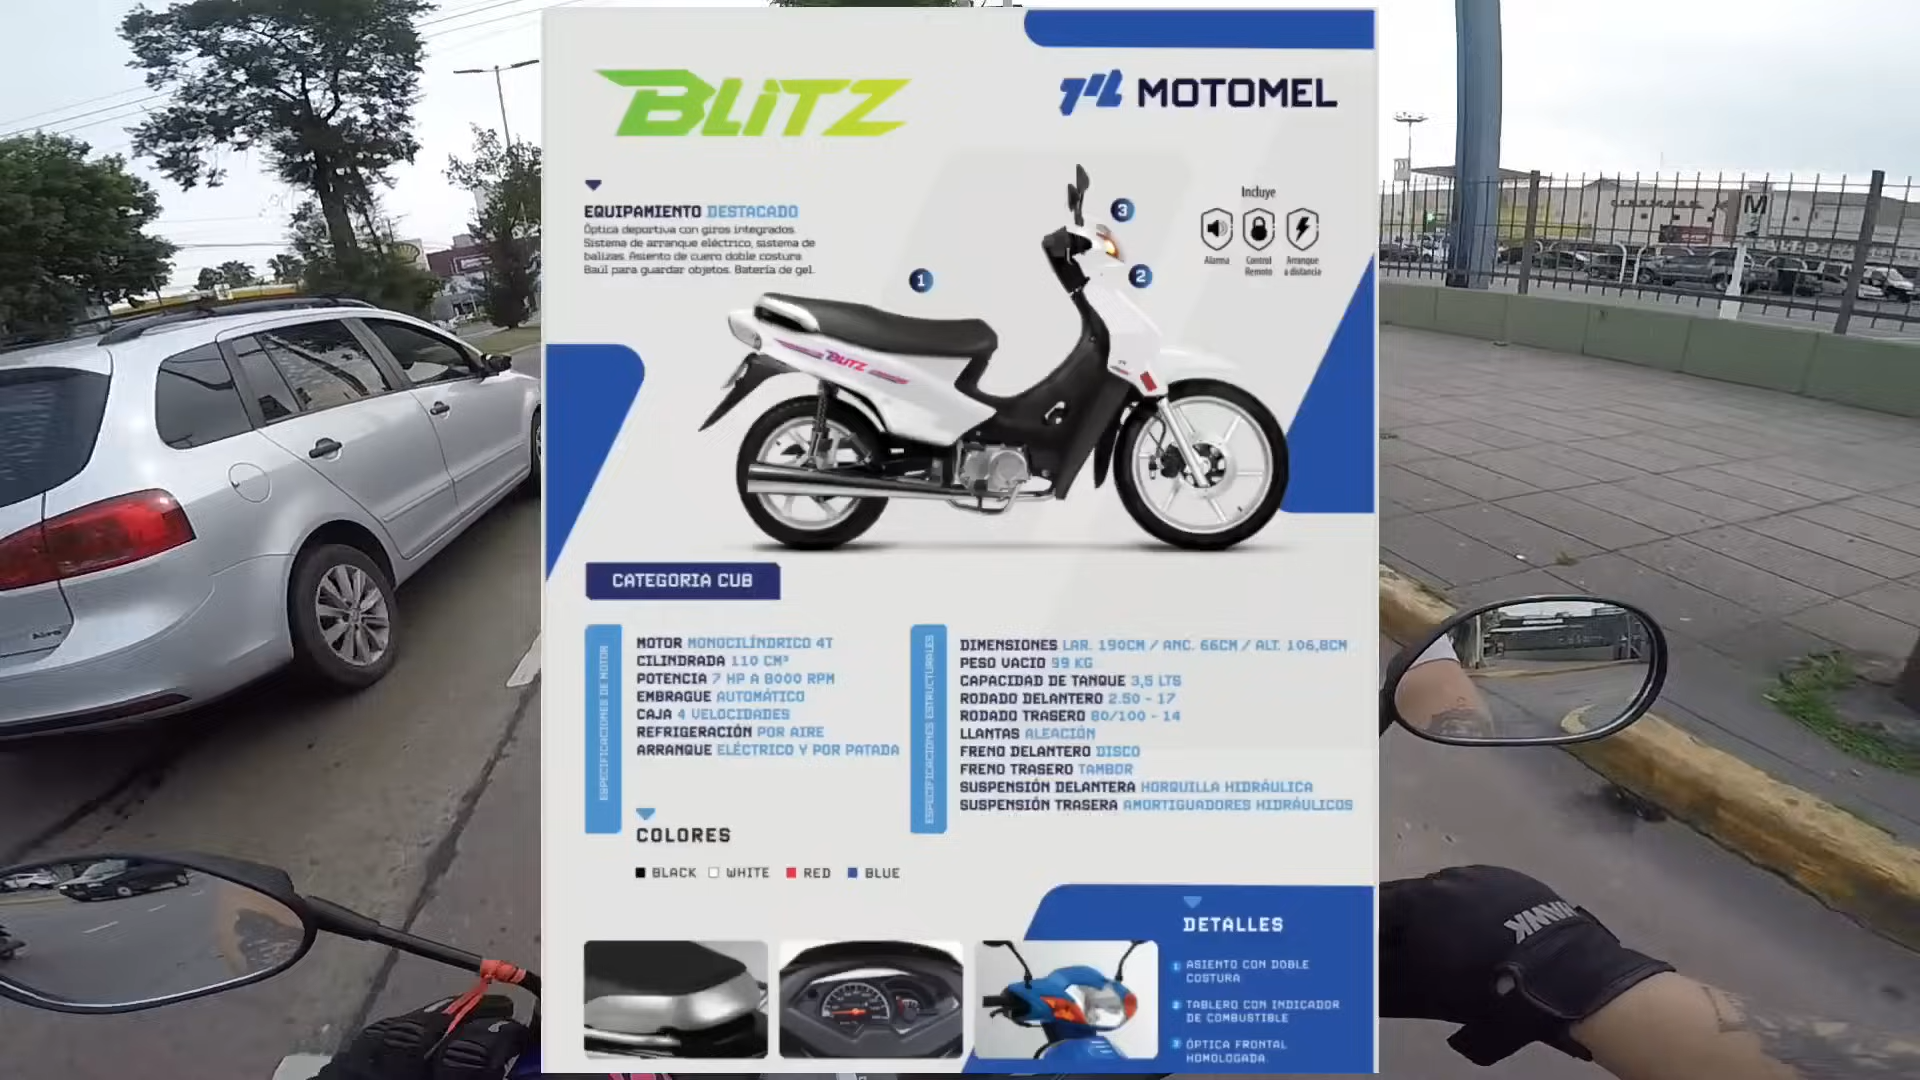 BLITZ
MOTOMEL
EQUIPAMIENTO DESTACADO
Óptica deportiva con giros integrados.
Sistema de arranque eléctrico, sistema de
balizas. Asiento de cuero doble costura.
Baúl para guardar objetos. Batería de gel.
Incluye
Alarma
Control
Remoto
Arranque
a distancia
1
2
3
BLITZ
CATEGORIA CUB
ESPECIFICACIONES DE MOTOR
MOTOR MONOCILÍNDRICO 4T
CILINDRADA 110 CM³
POTENCIA 7 HP A 8000 RPM
EMBRAGUE AUTOMÁTICO
CAJA 4 VELOCIDADES
REFRIGERACIÓN POR AIRE
ARRANQUE ELÉCTRICO Y POR PATADA
ESPECIFICACIONES ESTRUCTURALES
DIMENSIONES LAR. 190CM / ANC. 66CM / ALT. 106,8CM
PESO VACIO 99 KG
CAPACIDAD DE TANQUE 3,5 LTS
RODADO DELANTERO 2.50 - 17
RODADO TRASERO 80/100 - 14
LLANTAS ALEACIÓN
FRENO DELANTERO DISCO
FRENO TRASERO TAMBOR
SUSPENSIÓN DELANTERA HORQUILLA HIDRÁULICA
SUSPENSIÓN TRASERA AMORTIGUADORES HIDRÁULICOS
COLORES
BLACK WHITE RED BLUE
DETALLES
1 ASIENTO CON DOBLE
COSTURA
2 TABLERO CON INDICADOR
DE COMBUSTIBLE
3 ÓPTICA FRONTAL
HOMOLOGADA
M
HAWK